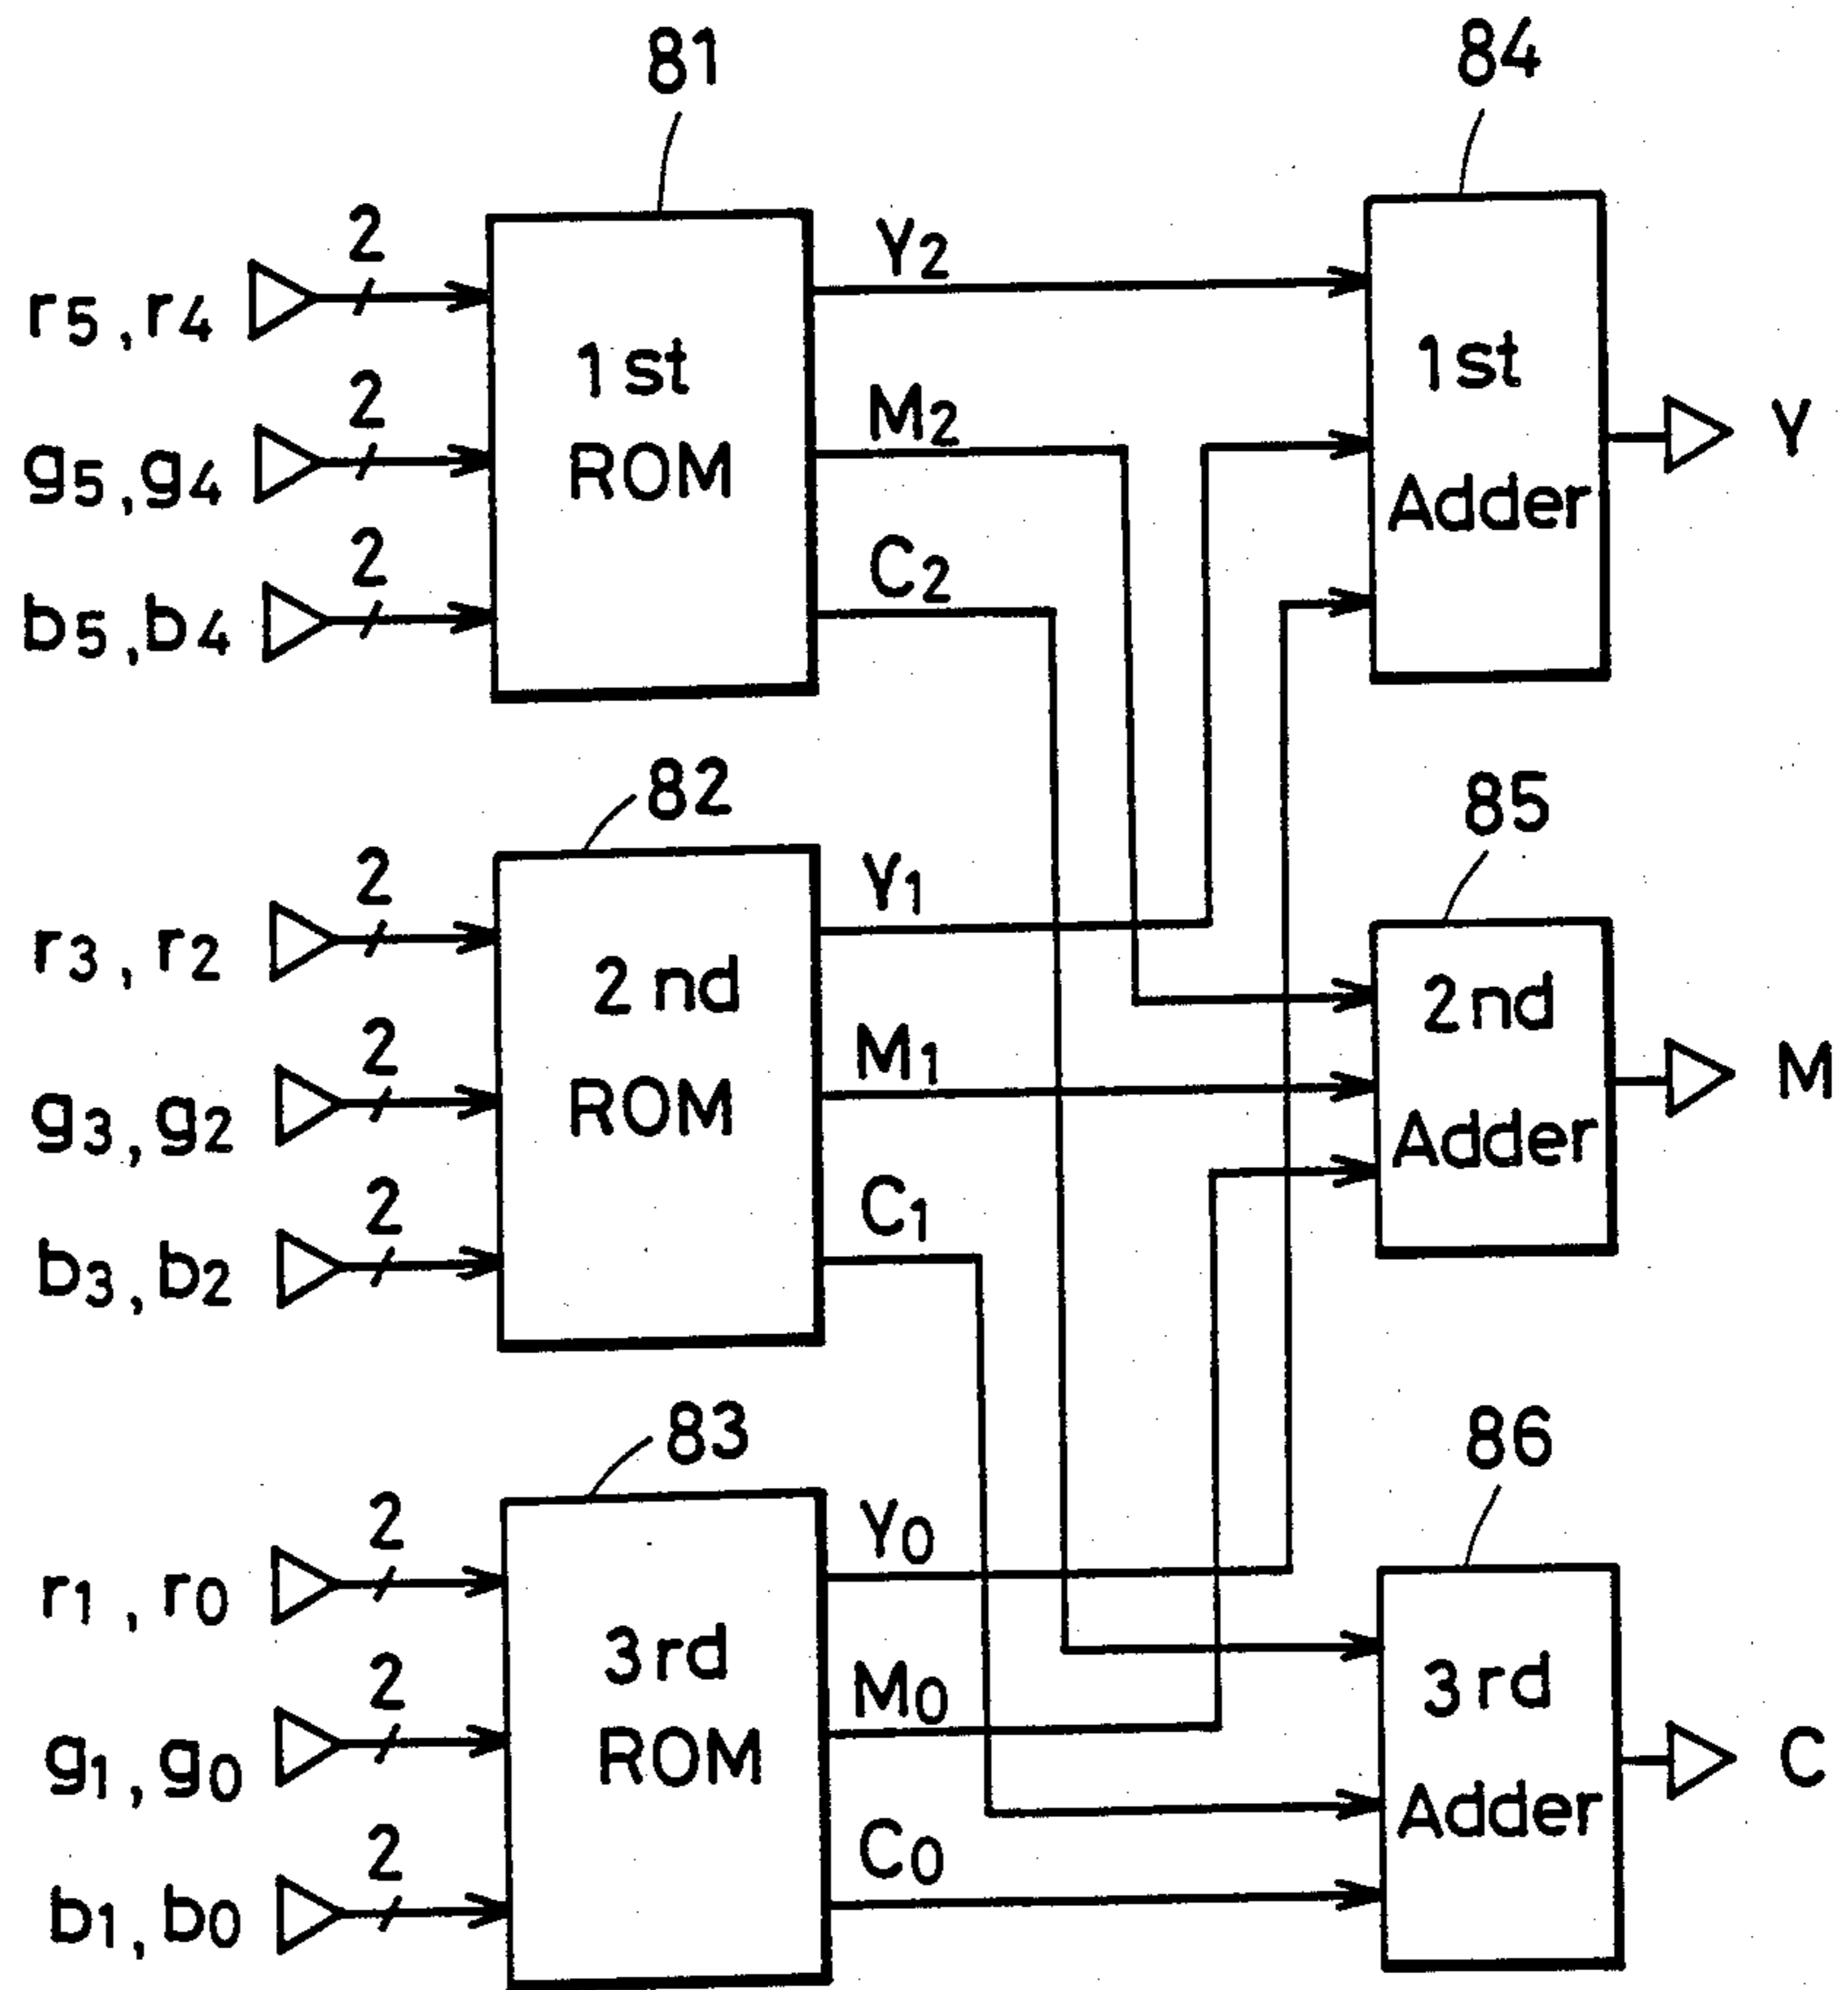 81
84
2
r5,r4
2
g5,g4
2
b5,b4
1st
ROM
Y2
M2
C2
1st
Adder
Y
82
85
2
r3,r2
2
g3,g2
2
b3,b2
2nd
ROM
Y1
M1
C1
2nd
Adder
M
83
86
2
r1,r0
2
g1,g0
2
b1,b0
3rd
ROM
Y0
M0
C0
3rd
Adder
C